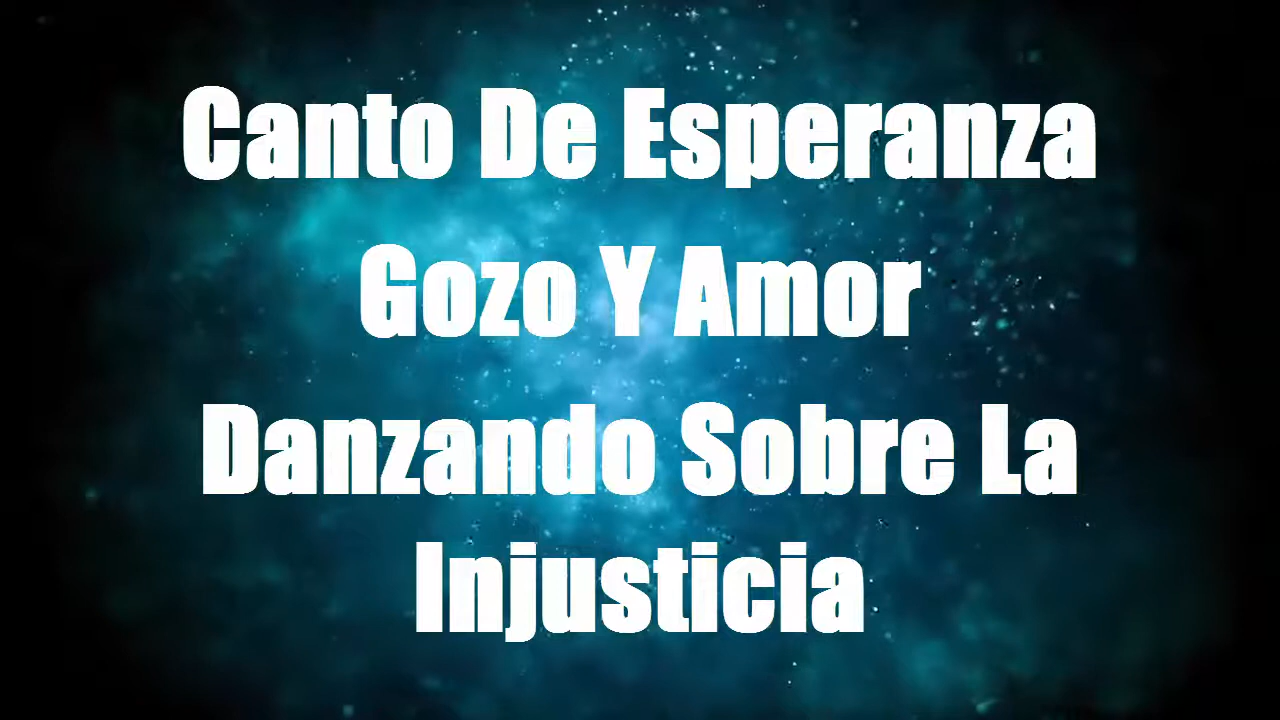 Canto De Esperanza
Gozo Y Amor
Danzando Sobre La
Injusticia